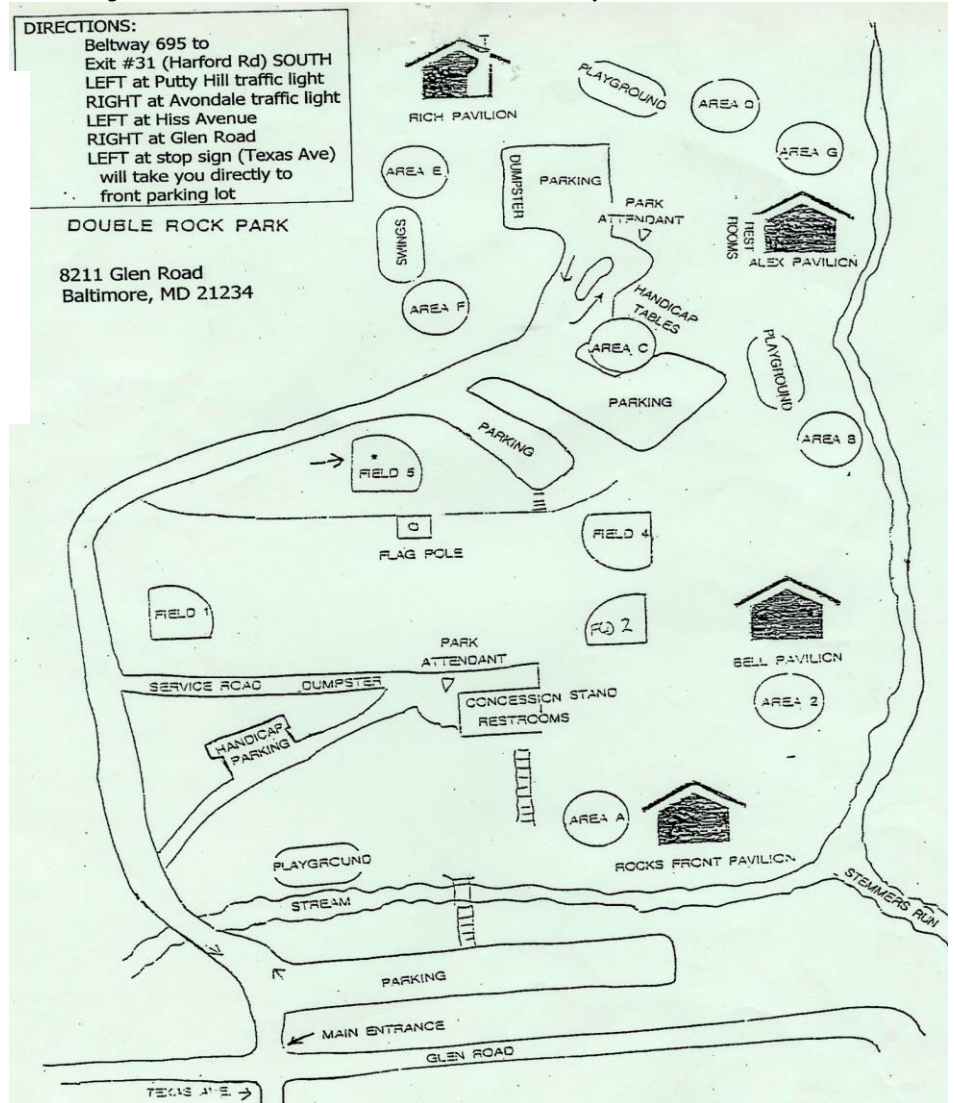 DIRECTIONS:
Beltway 695 to
Exit #31 (Harford Rd) SOUTH
LEFT at Putty Hill traffic light
RIGHT at Avondale traffic light
LEFT at Hiss Avenue
RIGHT at Glen Road
LEFT at stop sign (Texas Ave)
will take you directly to
front parking lot
DOUBLE ROCK PARK
8211 Glen Road
Baltimore, MD 21234
RICH PAVILION
PLAYGROUND
AREA D
AREA G
AREA E
DUMPSTER
PARKING
PARK
ATTENDANT
REST
ROOMS
ALEX PAVILION
SWINGS
AREA F
HANDICAP
TABLES
AREA C
PLAYGROUND
PARKING
PARKING
AREA B
* FIELD 5
FLAG POLE
FIELD 4
FIELD 1
FLD 2
BELL PAVILION
PARK
ATTENDANT
SERVICE ROAD
DUMPSTER
CONCESSION STAND
RESTROOMS
AREA 2
HANDICAP
PARKING
AREA A
ROCKS FRONT PAVILION
PLAYGROUND
STREAM
STEMMERS RUN
PARKING
MAIN ENTRANCE
GLEN ROAD
TEXAS AVE.